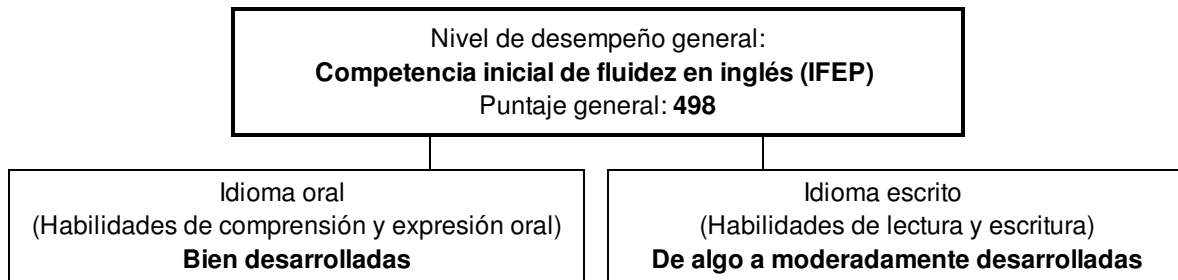 Nivel de desempeño general:
Competencia inicial de fluidez en inglés (IFEP)
Puntaje general: 498
Idioma oral
(Habilidades de comprensión y expresión oral)
Bien desarrolladas
Idioma escrito
(Habilidades de lectura y escritura)
De algo a moderadamente desarrolladas